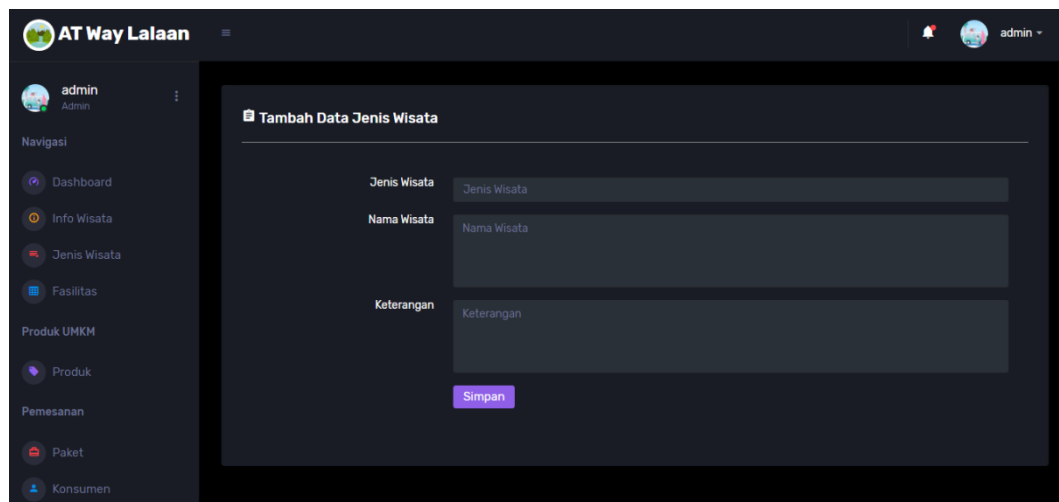 AT Way Lalaan
admin
admin
Admin
Navigasi
Dashboard
Info Wisata
Jenis Wisata
Fasilitas
Produk UMKM
Produk
Pemesanan
Paket
Konsumen
Tambah Data Jenis Wisata
Jenis Wisata
Jenis Wisata
Nama Wisata
Nama Wisata
Keterangan
Keterangan
Simpan